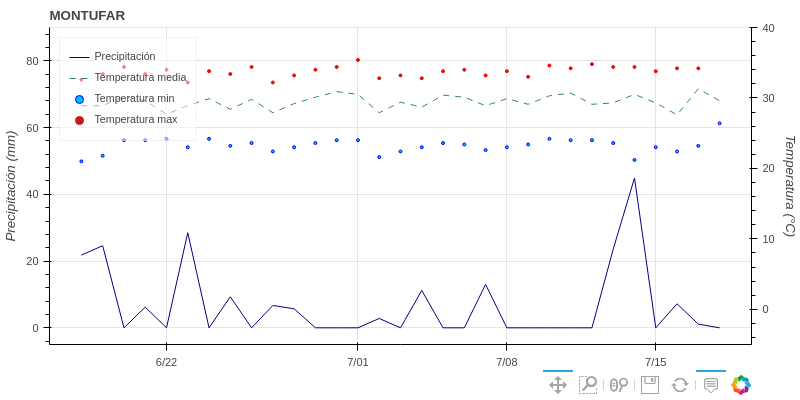 MONTUFAR
Precipitación
Temperatura media
Temperatura min
Temperatura max
Precipitación (mm)
80
60
40
20
0
Temperatura (°C)
40
30
20
10
0
6/22
7/01
7/08
7/15